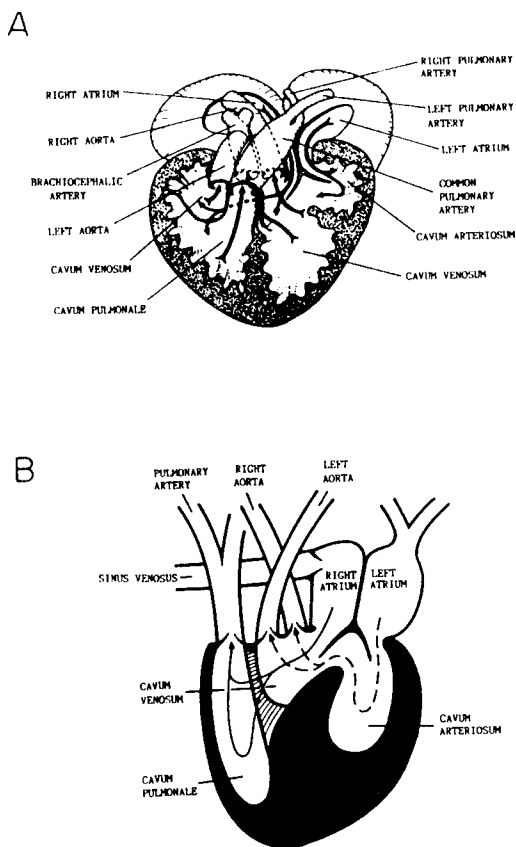 A
RIGHT ATRIUM
RIGHT AORTA
BRACHIOCEPHALIC
ARTERY
LEFT AORTA
CAVUM VENOSUM
CAVUM PULMONALE
RIGHT PULMONARY
ARTERY
LEFT PULMONARY
ARTERY
LEFT ATRIUM
COMMON
PULMONARY
ARTERY
CAVUM ARTERIOSUM
CAVUM VENOSUM
B
PULMONARY
ARTERY
RIGHT
AORTA
LEFT
AORTA
SINUS VENOSUS
RIGHT
ATRIUM
LEFT
ATRIUM
CAVUM
VENOSUM
CAVUM
ARTERIOSUM
CAVUM
PULMONALE